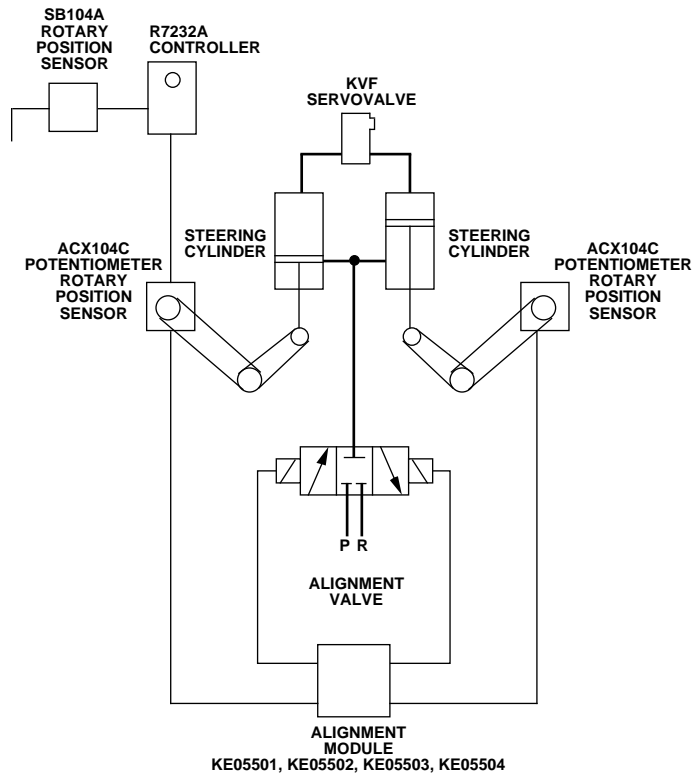 SB104A
ROTARY
POSITION
SENSOR
R7232A
CONTROLLER
KVF
SERVOVALVE
STEERING
CYLINDER
STEERING
CYLINDER
ACX104C
POTENTIOMETER
ROTARY
POSITION
SENSOR
ACX104C
POTENTIOMETER
ROTARY
POSITION
SENSOR
P R
ALIGNMENT
VALVE
ALIGNMENT
MODULE
KE05501, KE05502, KE05503, KE05504